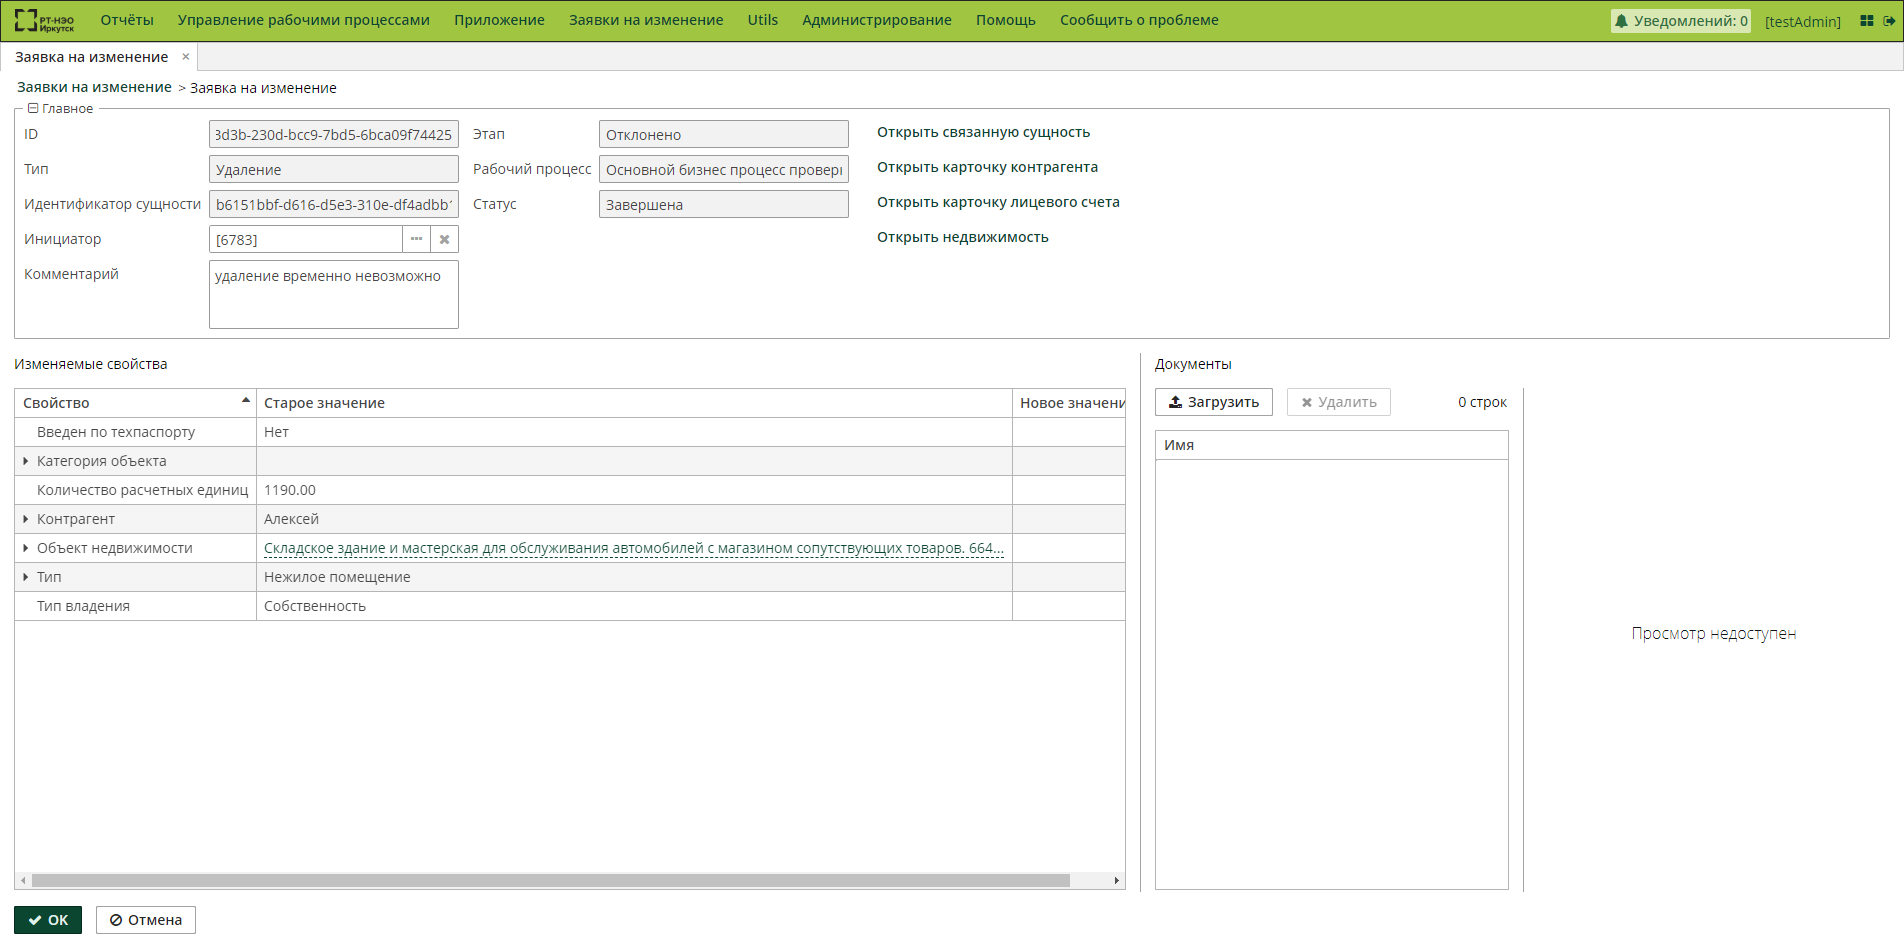 РТ-НЭО Иркутск
Отчёты Управление рабочими процессами Приложение Заявки на изменение Utils Администрирование Помощь Сообщить о проблеме Уведомлений: 0 [testAdmin]
Заявка на изменение ×
Заявки на изменение > Заявка на изменение
Главное
ID 3d3b-230d-bcc9-7bd5-6bca09f74425 Этап Отклонено Открыть связанную сущность
Тип Удаление Рабочий процесс Основной бизнес процесс провер Открыть карточку контрагента
Идентификатор сущности b6151bbf-d616-d5e3-310e-df4adbb Статус Завершена Открыть карточку лицевого счета
Инициатор [6783] Открыть недвижимость
Комментарий удаление временно невозможно
Изменяемые свойства Документы
Свойство Старое значение Новое значени
Загрузить Удалить 0 строк
Введен по техпаспорту Нет
Имя
Категория объекта
Количество расчетных единиц 1190.00
Контрагент Алексей
Объект недвижимости Складское здание и мастерская для обслуживания автомобилей с магазином сопутствующих товаров. 664...
Тип Нежилое помещение
Тип владения Собственность
Просмотр недоступен
OK Отмена